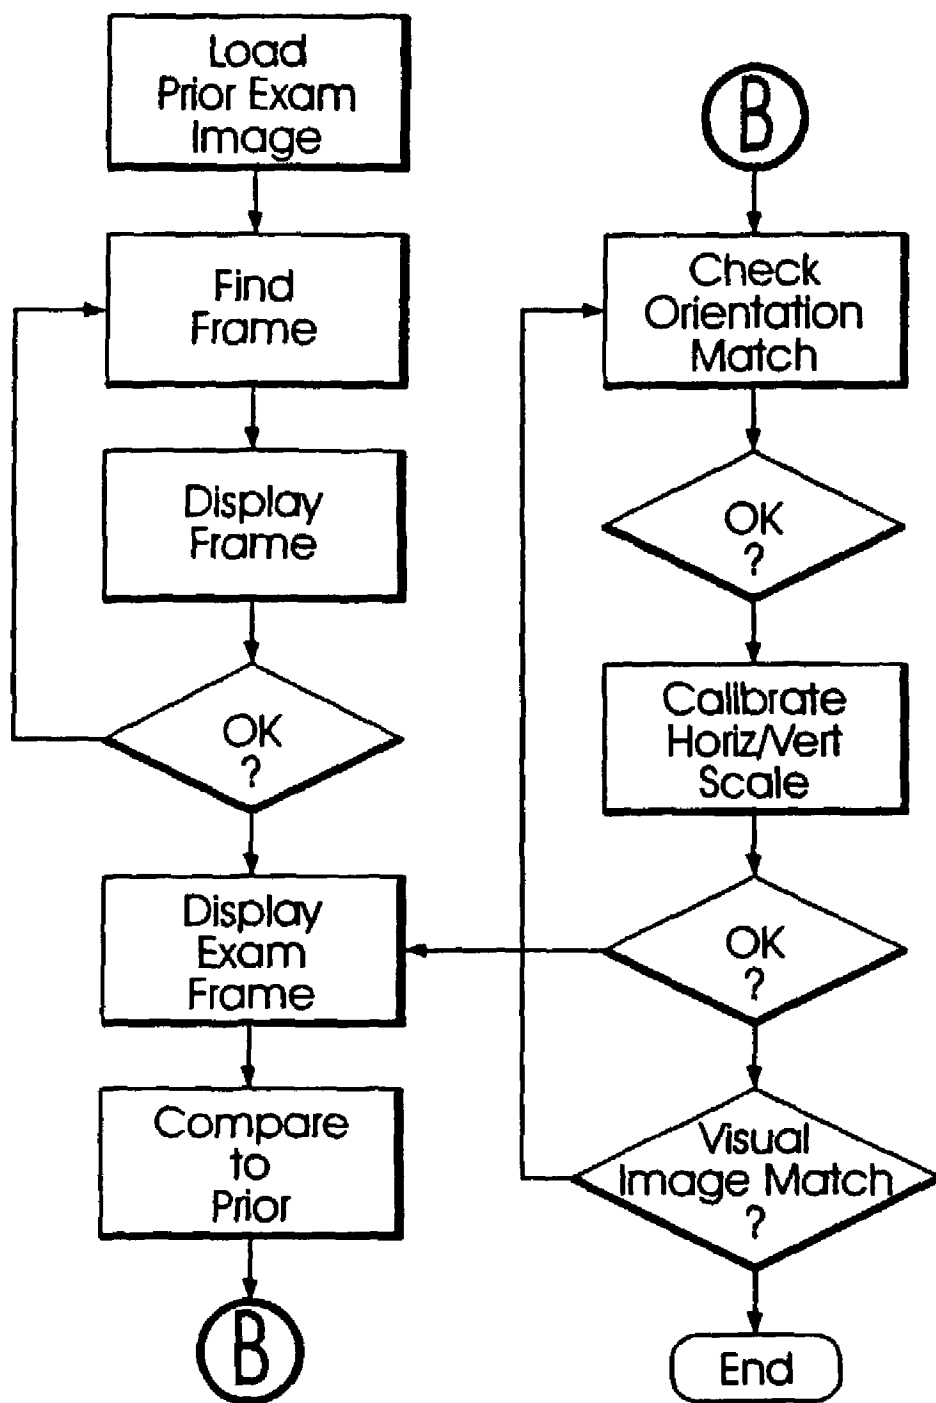 Load
Prior Exam
Image
Find
Frame
Display
Frame
OK
?
Display
Exam
Frame
Compare
to
Prior
B
B
Check
Orientation
Match
OK
?
Calibrate
Horiz/Vert
Scale
OK
?
Visual
Image Match
?
End